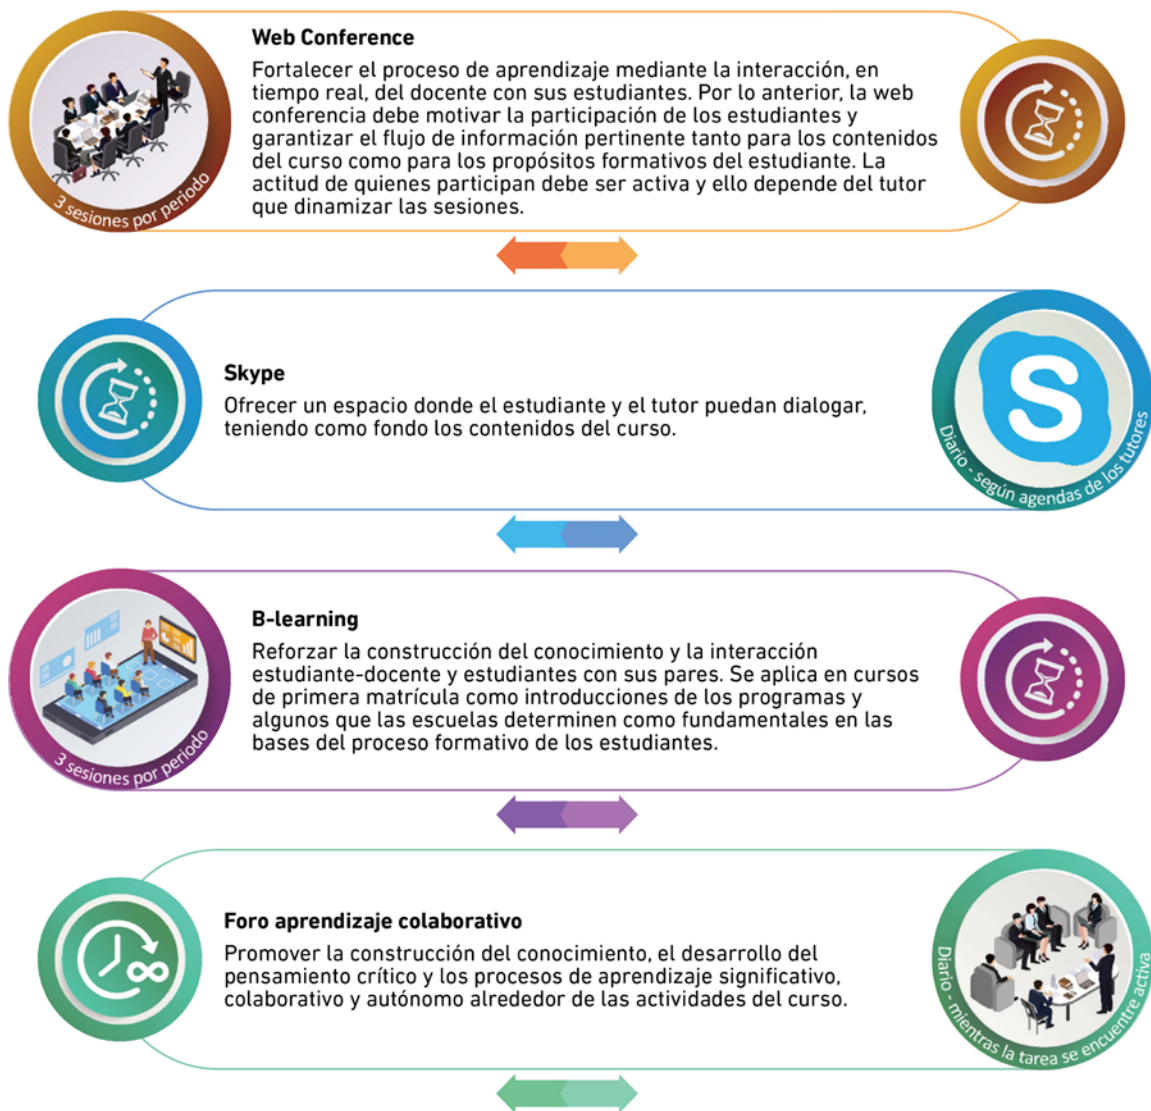 Web Conference
Fortalecer el proceso de aprendizaje mediante la interacción, en
tiempo real, del docente con sus estudiantes. Por lo anterior, la web
conferencia debe motivar la participación de los estudiantes y
garantizar el flujo de información pertinente tanto para los contenidos
del curso como para los propósitos formativos del estudiante. La
actitud de quienes participan debe ser activa y ello depende del tutor
que dinamizar las sesiones.
3 sesiones por periodo
Skype
Ofrecer un espacio donde el estudiante y el tutor puedan dialogar,
teniendo como fondo los contenidos del curso.
S
Diario - según agendas de los tutores
B-learning
Reforzar la construcción del conocimiento y la interacción
estudiante-docente y estudiantes con sus pares. Se aplica en cursos
de primera matrícula como introducciones de los programas y
algunos que las escuelas determinen como fundamentales en las
bases del proceso formativo de los estudiantes.
3 sesiones por periodo
Foro aprendizaje colaborativo
Promover la construcción del conocimiento, el desarrollo del
pensamiento crítico y los procesos de aprendizaje significativo,
colaborativo y autónomo alrededor de las actividades del curso.
Diario - mientras la tarea se encuentre activa